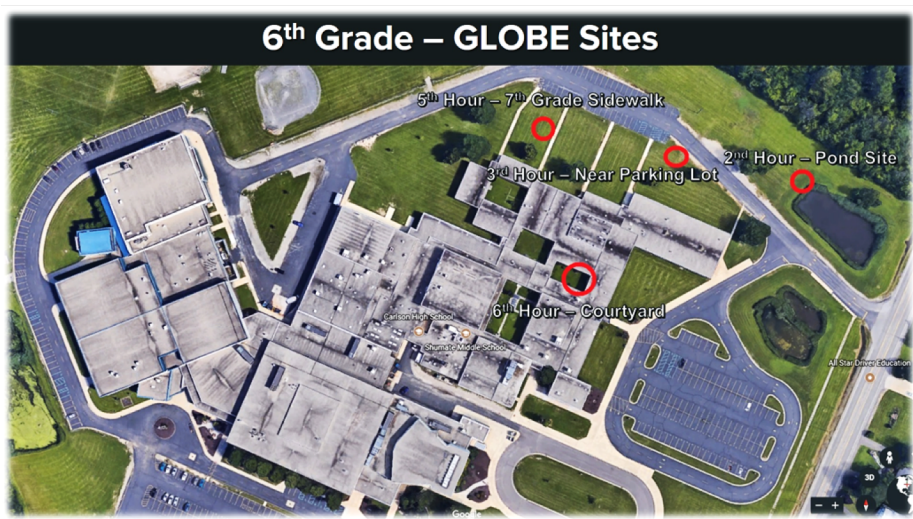 6th Grade – GLOBE Sites
5th Hour – 7th Grade Sidewalk
2nd Hour – Pond Site
3rd Hour – Near Parking Lot
6th Hour – Courtyard
Carlson High School
Shumate Middle School
All Star Driver Education
3D
Google